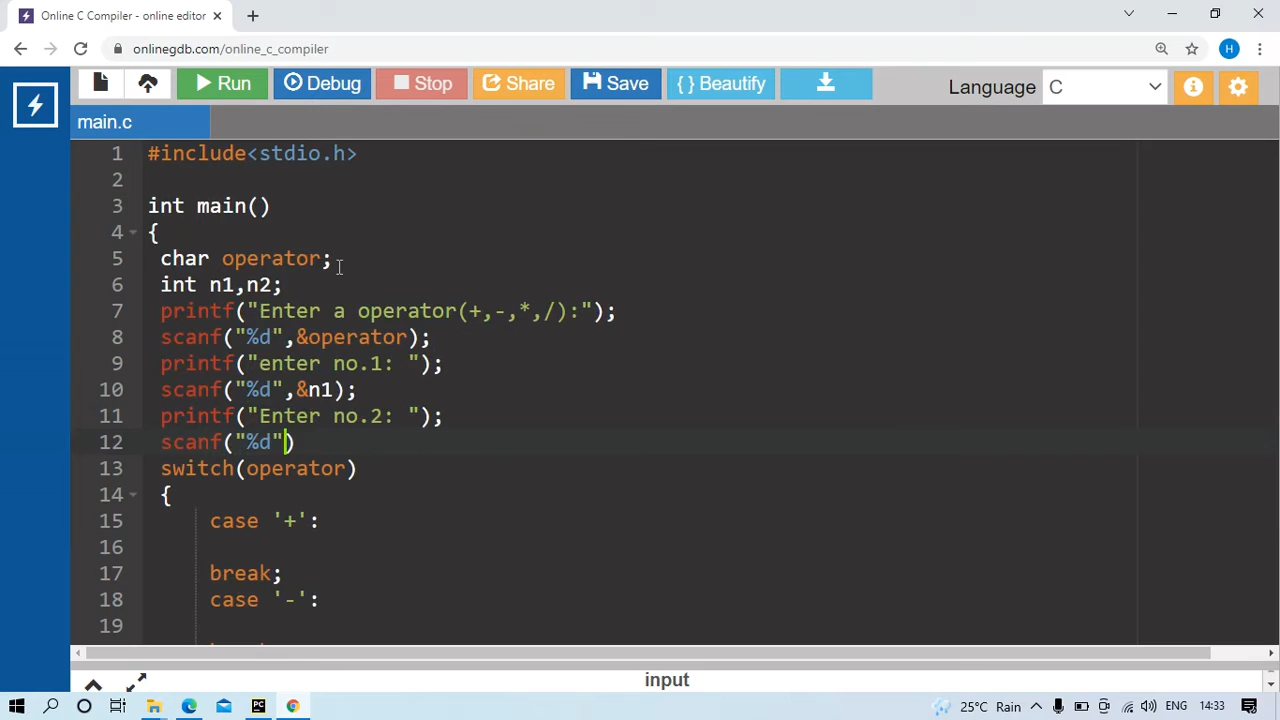 Online C Compiler - online editor
onlinegdb.com/online_c_compiler
H
Run
Debug
Stop
Share
Save
{ } Beautify
Language
C
main.c
1 #include<stdio.h>
2
3 int main()
4 {
5 char operator;
6 int n1,n2;
7 printf("Enter a operator(+,-,*,/):");
8 scanf("%d",&operator);
9 printf("enter no.1: ");
10 scanf("%d",&n1);
11 printf("Enter no.2: ");
12 scanf("%d")
13 switch(operator)
14 {
15 case '+':
16
17 break;
18 case '-':
19
input
PC
25°C Rain
ENG
14:33